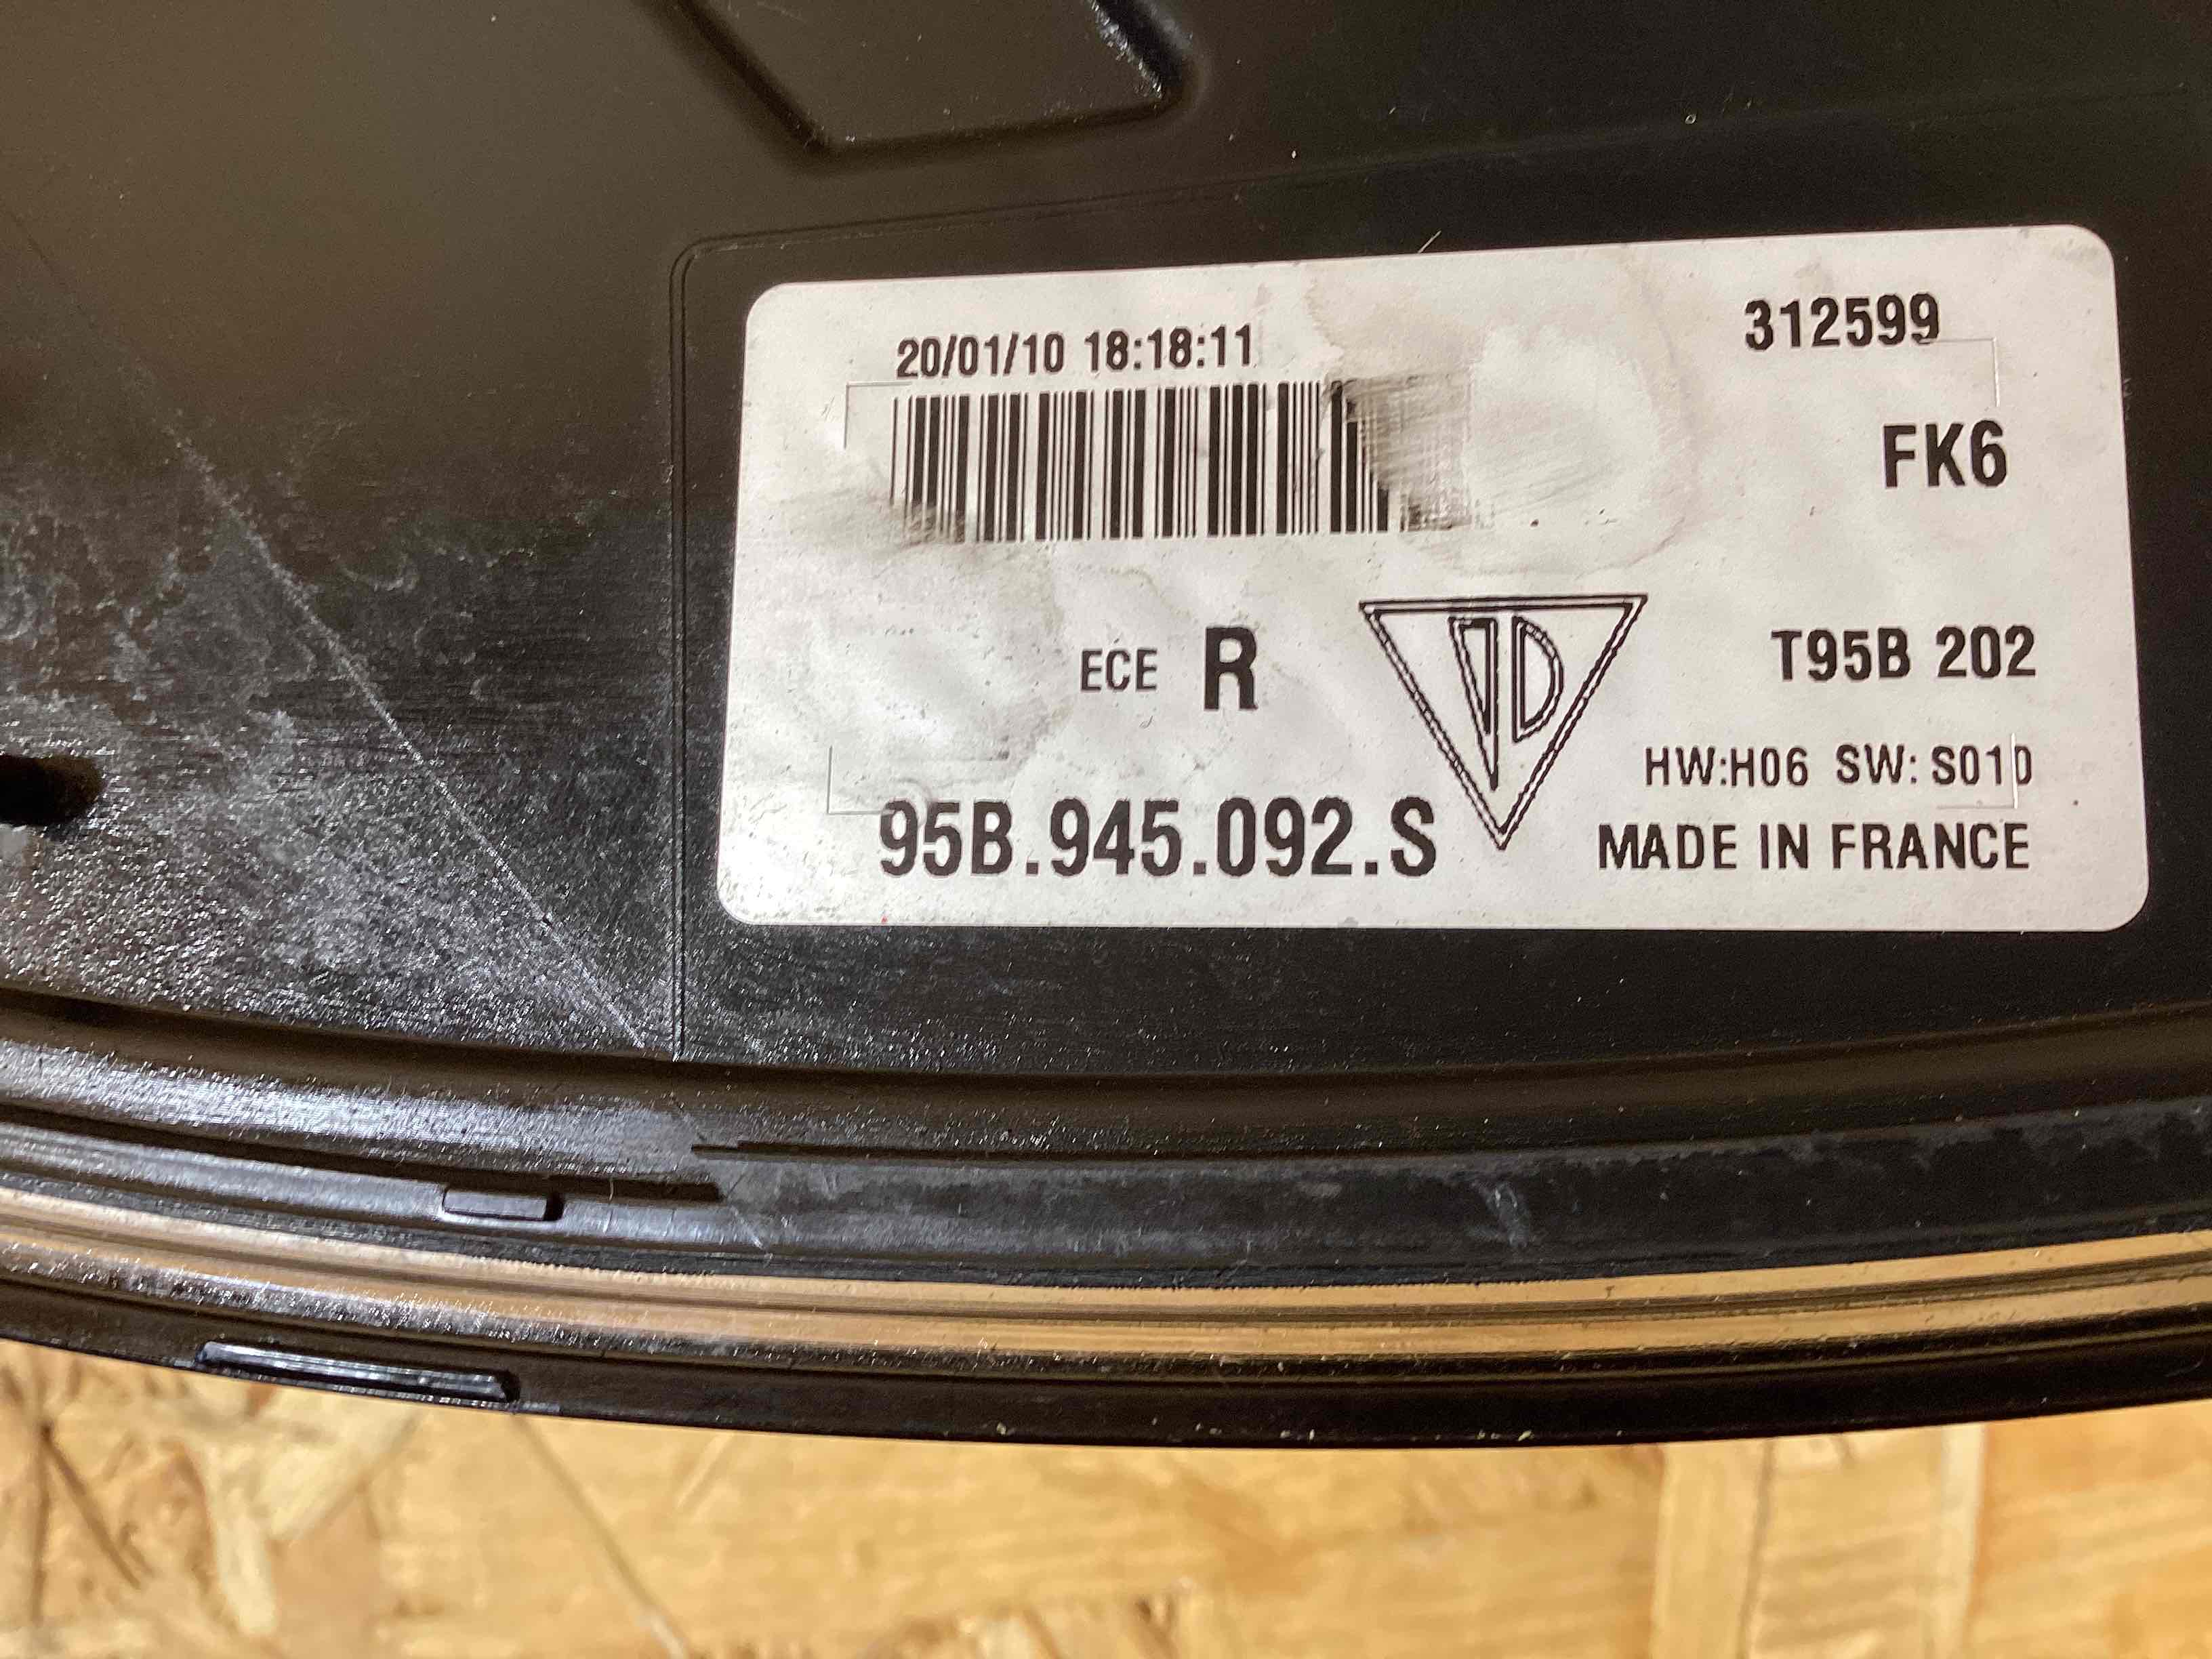 20/01/10 18:18:11
312599
FK6
ECE R
T95B 202
HW:H06 SW: S010
95B.945.092.S
MADE IN FRANCE